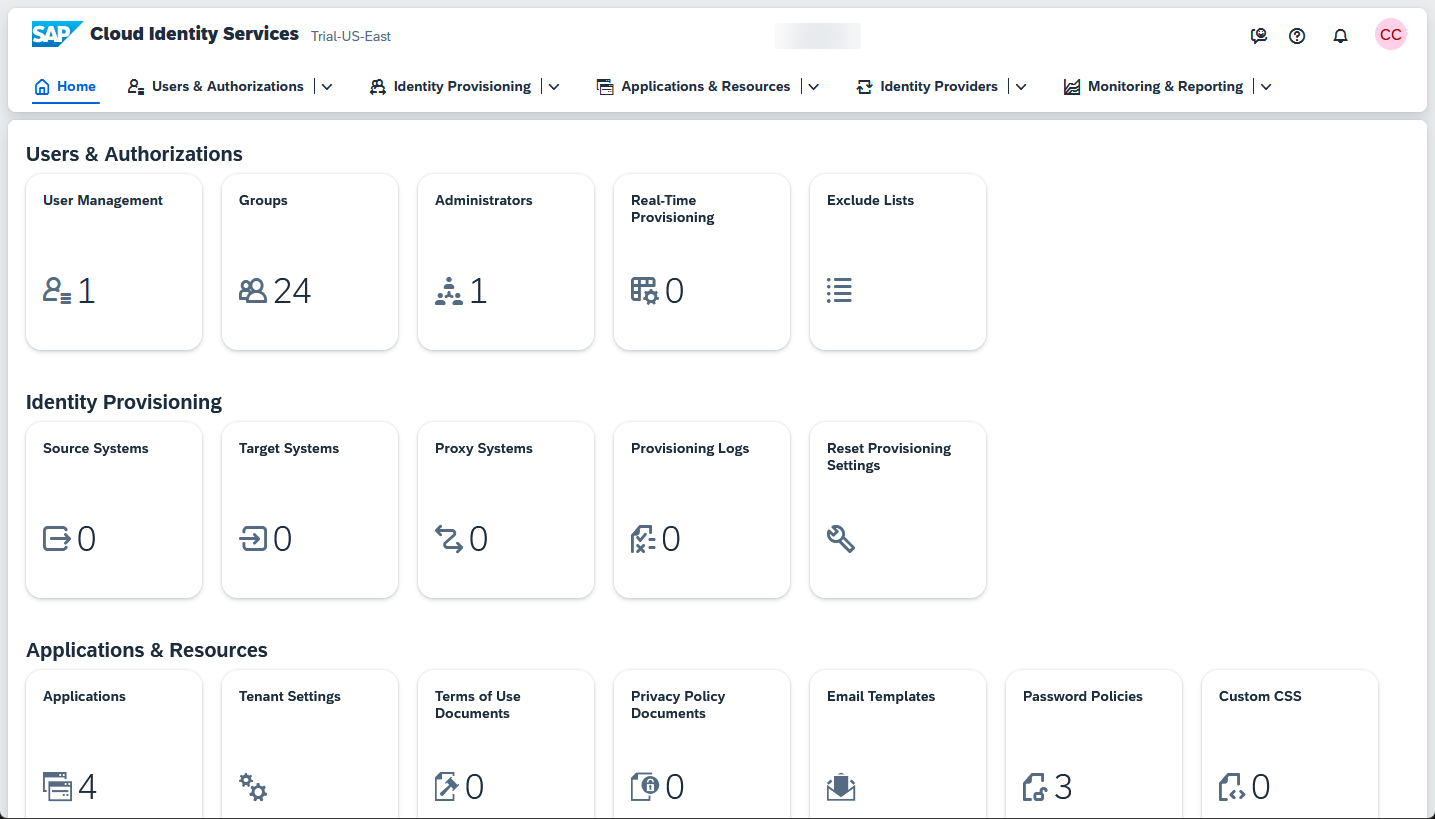 SAP Cloud Identity Services Trial-US-East
CC
Home Users & Authorizations Identity Provisioning Applications & Resources Identity Providers Monitoring & Reporting
Users & Authorizations
User Management
1
Groups
24
Administrators
1
Real-Time
Provisioning
0
Exclude Lists
Identity Provisioning
Source Systems
0
Target Systems
0
Proxy Systems
0
Provisioning Logs
0
Reset Provisioning
Settings
Applications & Resources
Applications
4
Tenant Settings
Terms of Use
Documents
0
Privacy Policy
Documents
0
Email Templates
Password Policies
3
Custom CSS
0